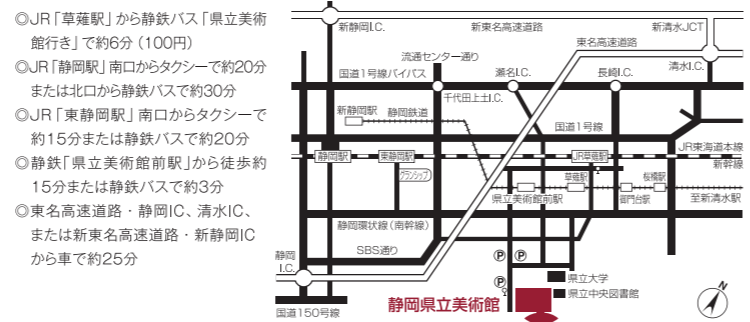 ◎JR「草薙駅」から静鉄バス「県立美術
館行き」で約6分（100円）
◎JR「静岡駅」南口からタクシーで約20分
または北口から静鉄バスで約30分
◎JR「東静岡駅」南口からタクシーで
約15分または静鉄バスで約20分
◎静鉄「県立美術館前駅」から徒歩約
15分または静鉄バスで約3分
◎東名高速道路・静岡IC、清水IC、
または新東名高速道路・新静岡IC
から車で約25分
新静岡I.C.
新東名高速道路
新清水JCT
東名高速道路
流通センター通り
国道1号線バイパス
瀬名I.C.
長崎I.C.
清水I.C.
千代田上土I.C.
新静岡駅
静岡鉄道
国道1号線
JR東海道本線
新幹線
静岡駅
東静岡駅
JR草薙駅
グランシップ
草薙駅
桜橋駅
県立美術館前駅
御門台駅
至新清水駅
静岡環状線（南幹線）
SBS通り
静岡
I.C.
P
P
P
県立大学
県立中央図書館
静岡県立美術館
国道150号線
N